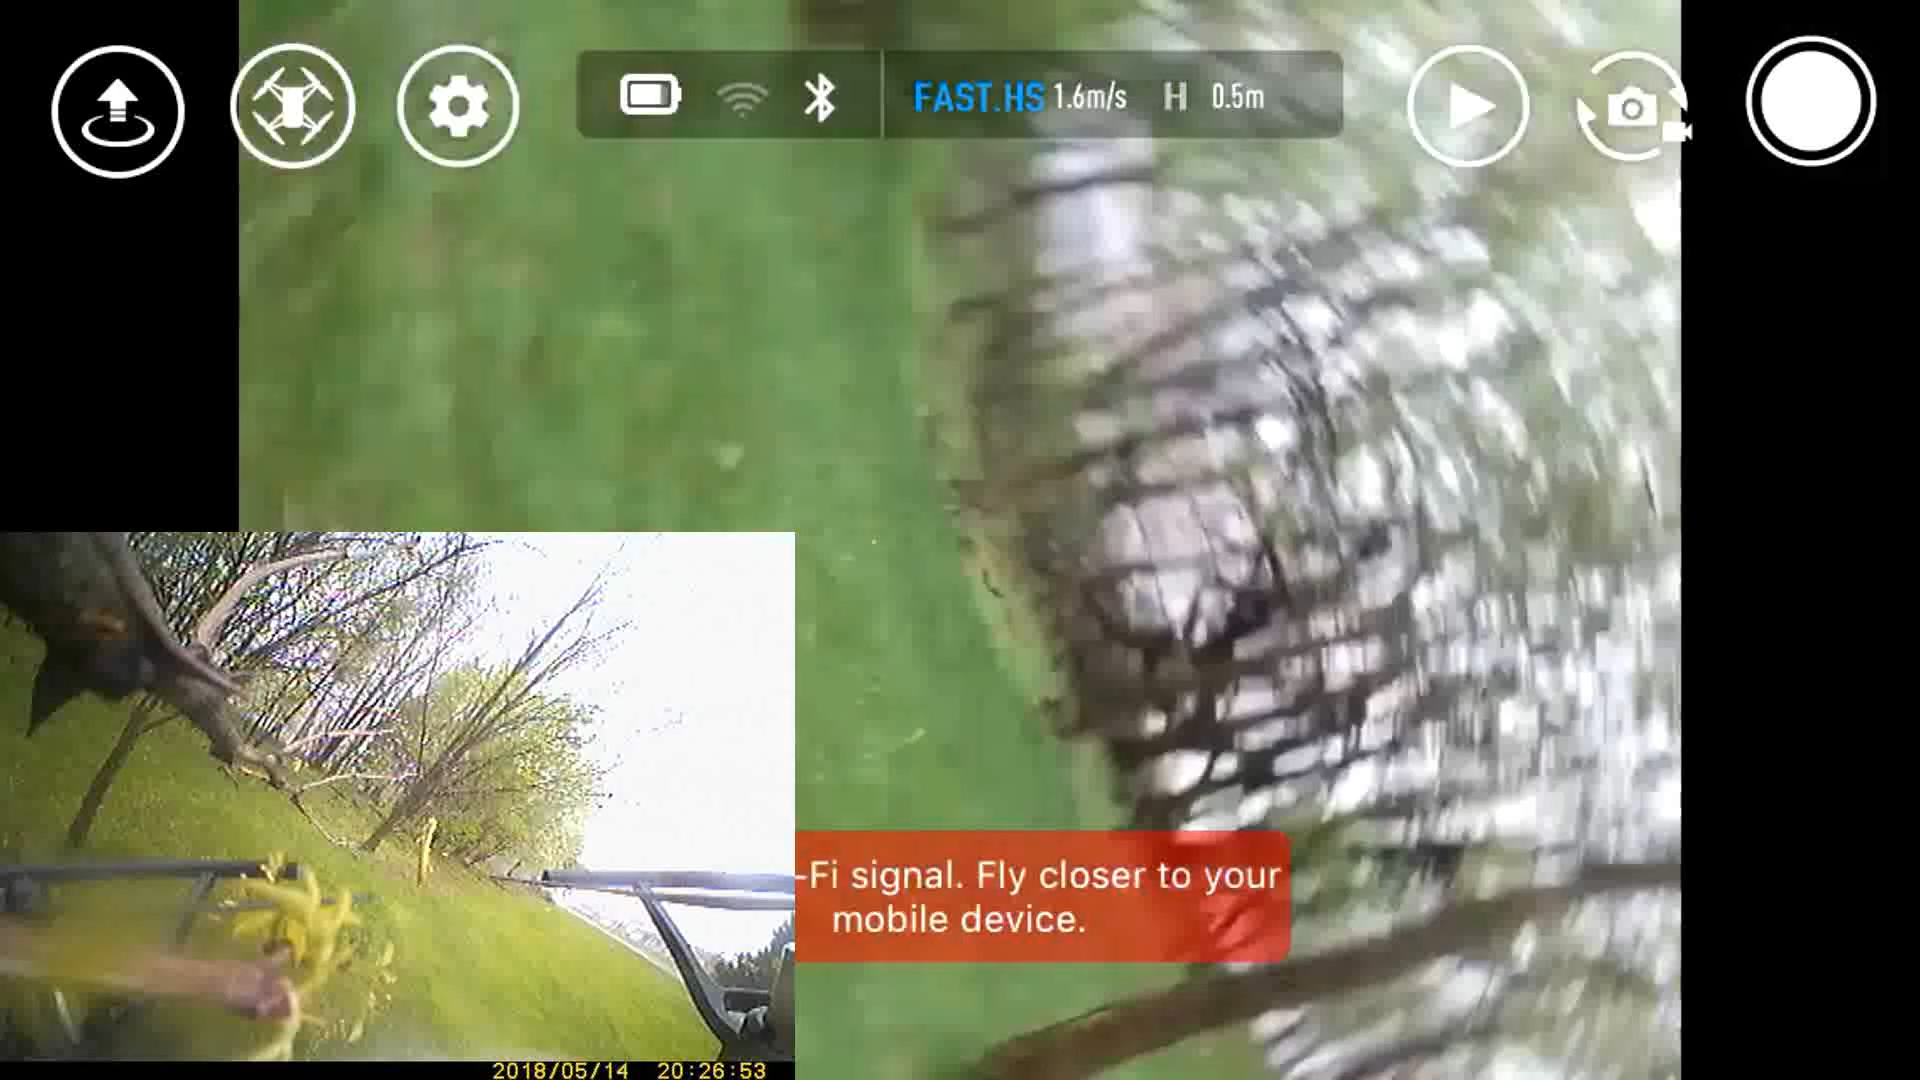 FAST.HS 1.6m/s H 0.5m
-Fi signal. Fly closer to your
mobile device.
2018/05/14 20:26:53